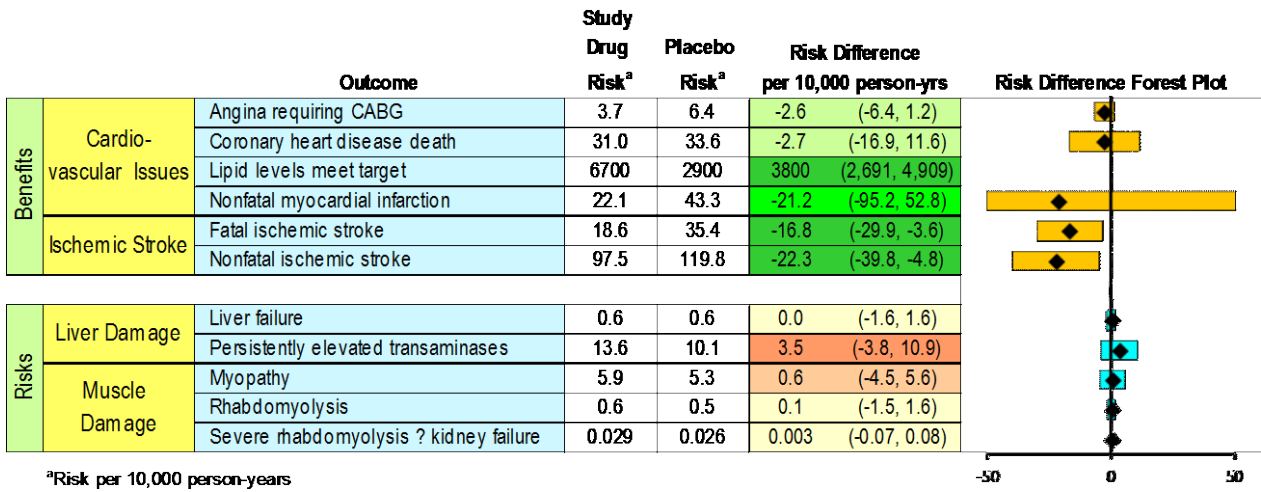 Study
Drug Placebo Risk Difference
Outcome Riskᵃ Riskᵃ per 10,000 person-yrs Risk Difference Forest Plot
Benefits
Cardio-
vascular Issues
Angina requiring CABG 3.7 6.4 -2.6 (-6.4, 1.2)
Coronary heart disease death 31.0 33.6 -2.7 (-16.9, 11.6)
Lipid levels meet target 6700 2900 3800 (2,691, 4,909)
Nonfatal myocardial infarction 22.1 43.3 -21.2 (-95.2, 52.8)
Ischemic Stroke
Fatal ischemic stroke 18.6 35.4 -16.8 (-29.9, -3.6)
Nonfatal ischemic stroke 97.5 119.8 -22.3 (-39.8, -4.8)
Risks
Liver Damage
Liver failure 0.6 0.6 0.0 (-1.6, 1.6)
Persistently elevated transaminases 13.6 10.1 3.5 (-3.8, 10.9)
Muscle
Damage
Myopathy 5.9 5.3 0.6 (-4.5, 5.6)
Rhabdomyolysis 0.6 0.5 0.1 (-1.5, 1.6)
Severe rhabdomyolysis ? kidney failure 0.029 0.026 0.003 (-0.07, 0.08)
-50 0 50
ᵃRisk per 10,000 person-years